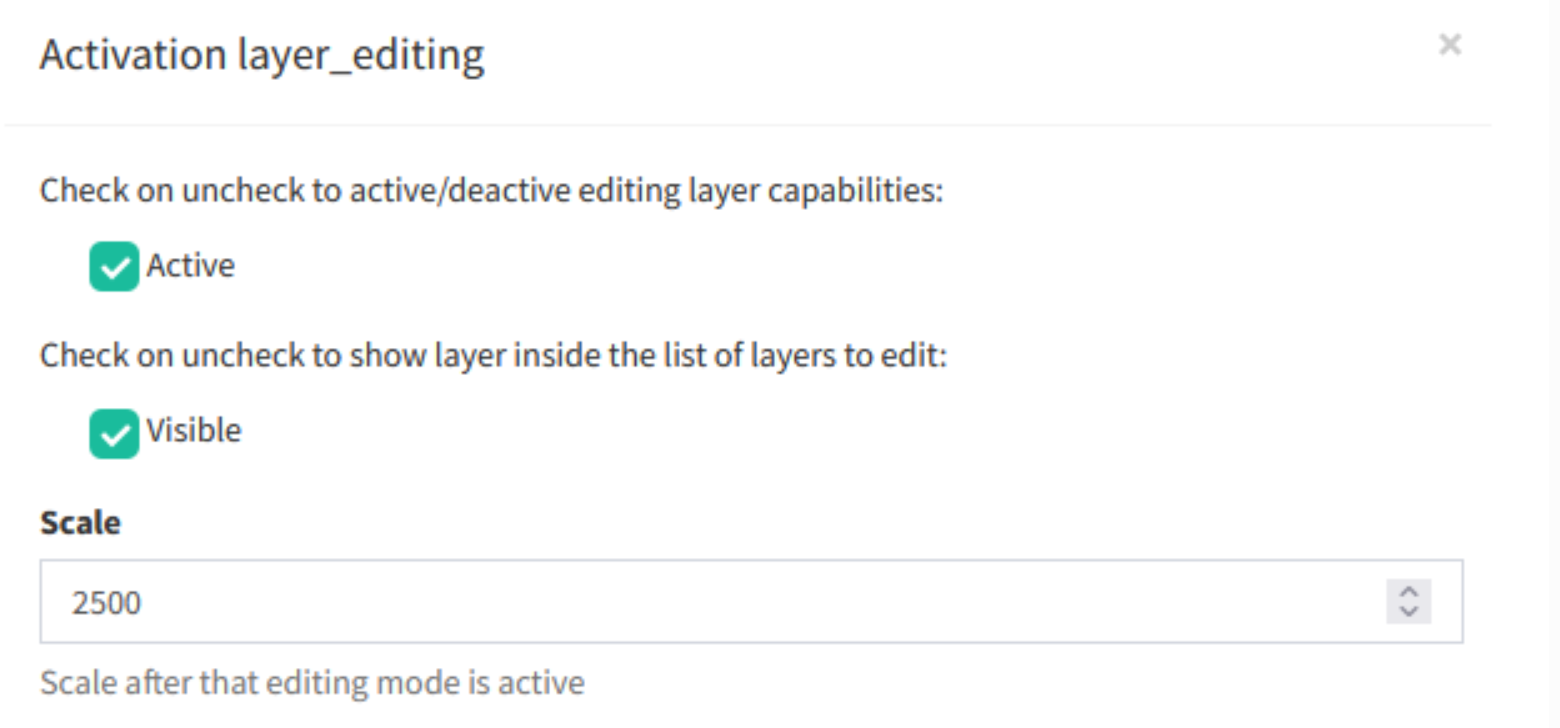 Activation layer_editing
Check on uncheck to active/deactive editing layer capabilities:
Active
Check on uncheck to show layer inside the list of layers to edit:
Visible
Scale
2500
Scale after that editing mode is active